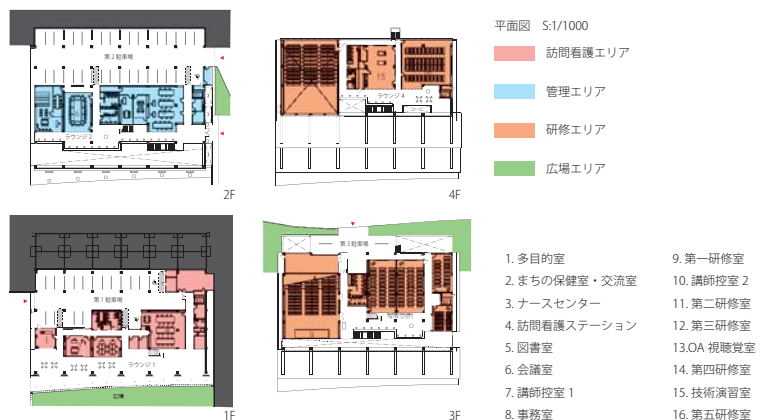 第2駐車場
ラウンジ2
2F
15
ラウンジ4
4F
平面図 S:1/1000
訪問看護エリア
管理エリア
研修エリア
広場エリア
第1駐車場
ラウンジ1
広場
1F
第3駐車場
3F
1. 多目的室
2. まちの保健室・交流室
3. ナースセンター
4. 訪問看護ステーション
5. 図書室
6. 会議室
7. 講師控室 1
8. 事務室
9. 第一研修室
10. 講師控室 2
11. 第二研修室
12. 第三研修室
13.OA 視聴覚室
14. 第四研修室
15. 技術演習室
16. 第五研修室